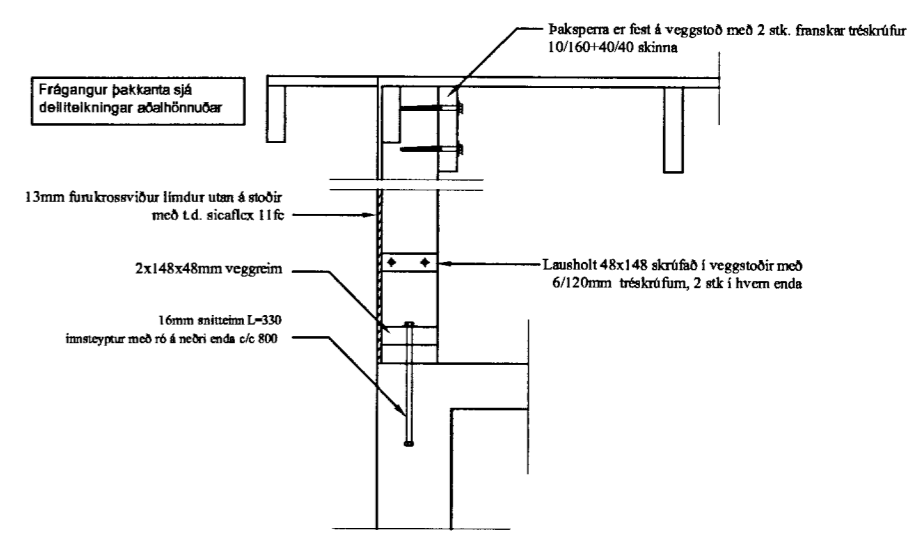 Þaksperra er fest á veggstoð með 2 stk. franskar tréskrúfur
10/160+40/40 skinna
Frágangur þakkanta sjá
deiliteikningar aðalhönnuðar
13mm furukrossviður límdur utan á stoðir
með t.d. sicaflex 11fc
2x148x48mm veggreim
Lausholt 48x148 skrúfað í veggstoðir með
6/120mm tréskrúfum, 2 stk í hvern enda
16mm snitteinn L=330
innsteyptur með ró á neðri enda c/c 800